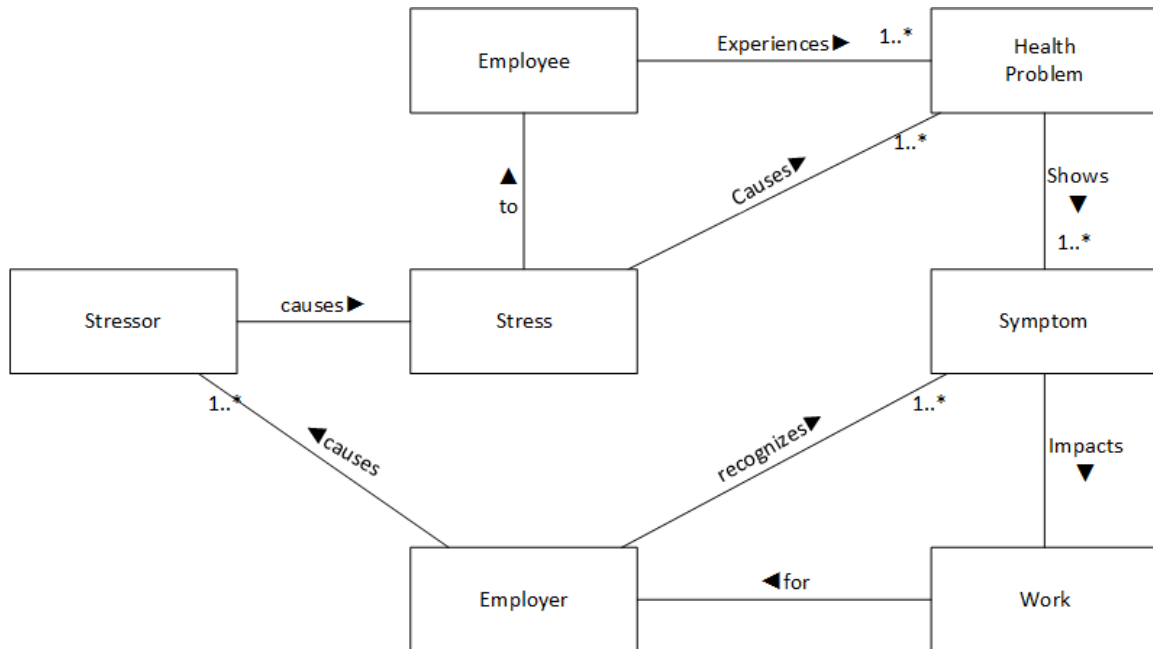 Employee
Experiences ►
1..*
Health
Problem
▲
to
Causes►
1..*
Shows
▼
1..*
Stressor
causes ►
Stress
Symptom
1..*
◄causes
recognizes►
1..*
Impacts
▼
Employer
◄for
Work